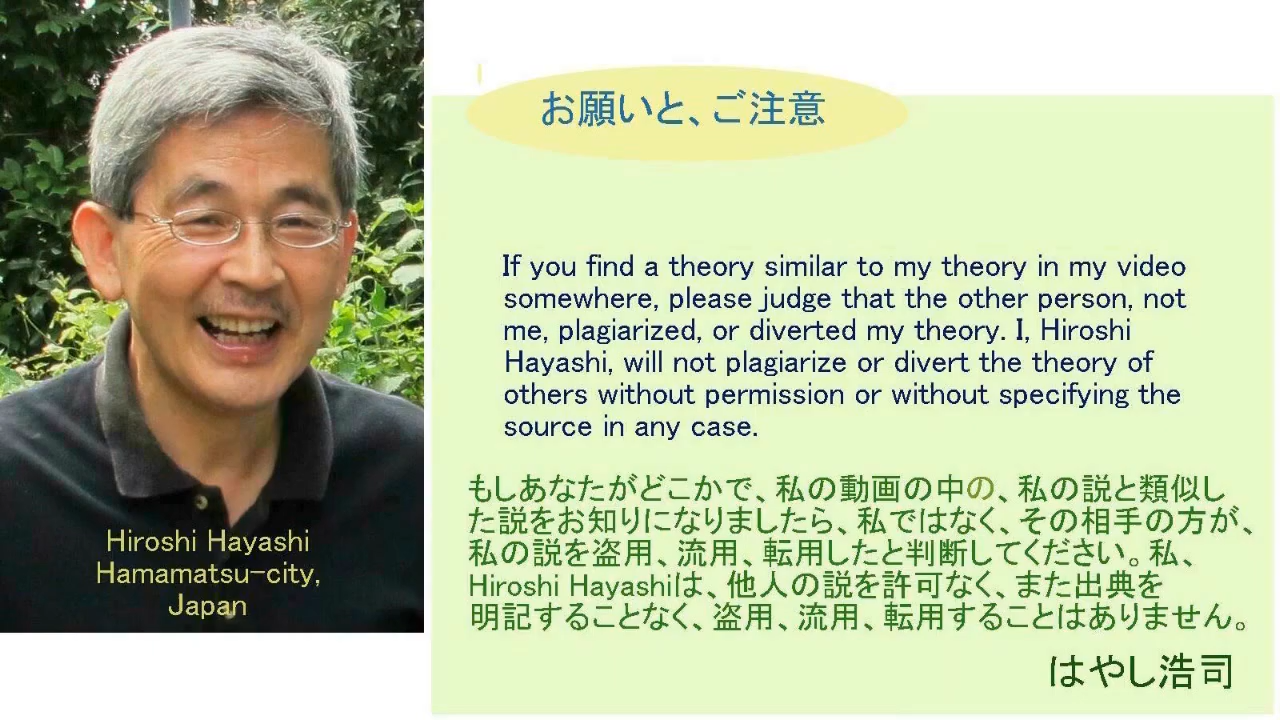 Hiroshi Hayashi
Hamamatsu-city,
Japan
お願いと、ご注意
If you find a theory similar to my theory in my video
somewhere, please judge that the other person, not
me, plagiarized, or diverted my theory. I, Hiroshi
Hayashi, will not plagiarize or divert the theory of
others without permission or without specifying the
source in any case.
もしあなたがどこかで、私の動画の中の、私の説と類似し
た説をお知りになりましたら、私ではなく、その相手の方が、
私の説を盗用、流用、転用したと判断してください。私、
Hiroshi Hayashiは、他人の説を許可なく、また出典を
明記することなく、盗用、流用、転用することはありません。
はやし浩司